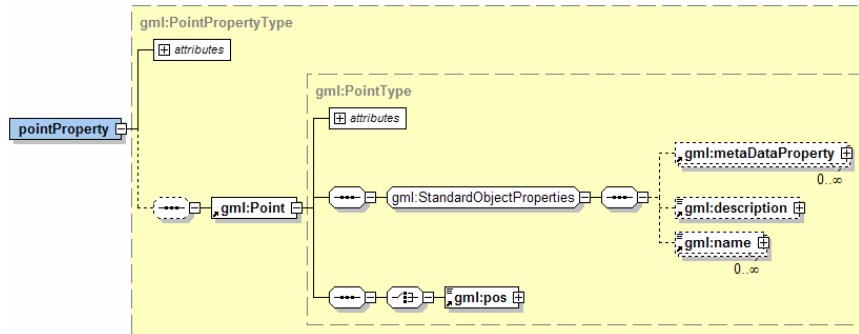 gml:PointPropertyType
attributes
gml:PointType
attributes
pointProperty
gml:metaDataProperty
0..∞
gml:Point
gml:StandardObjectProperties
gml:description
gml:name
0..∞
gml:pos